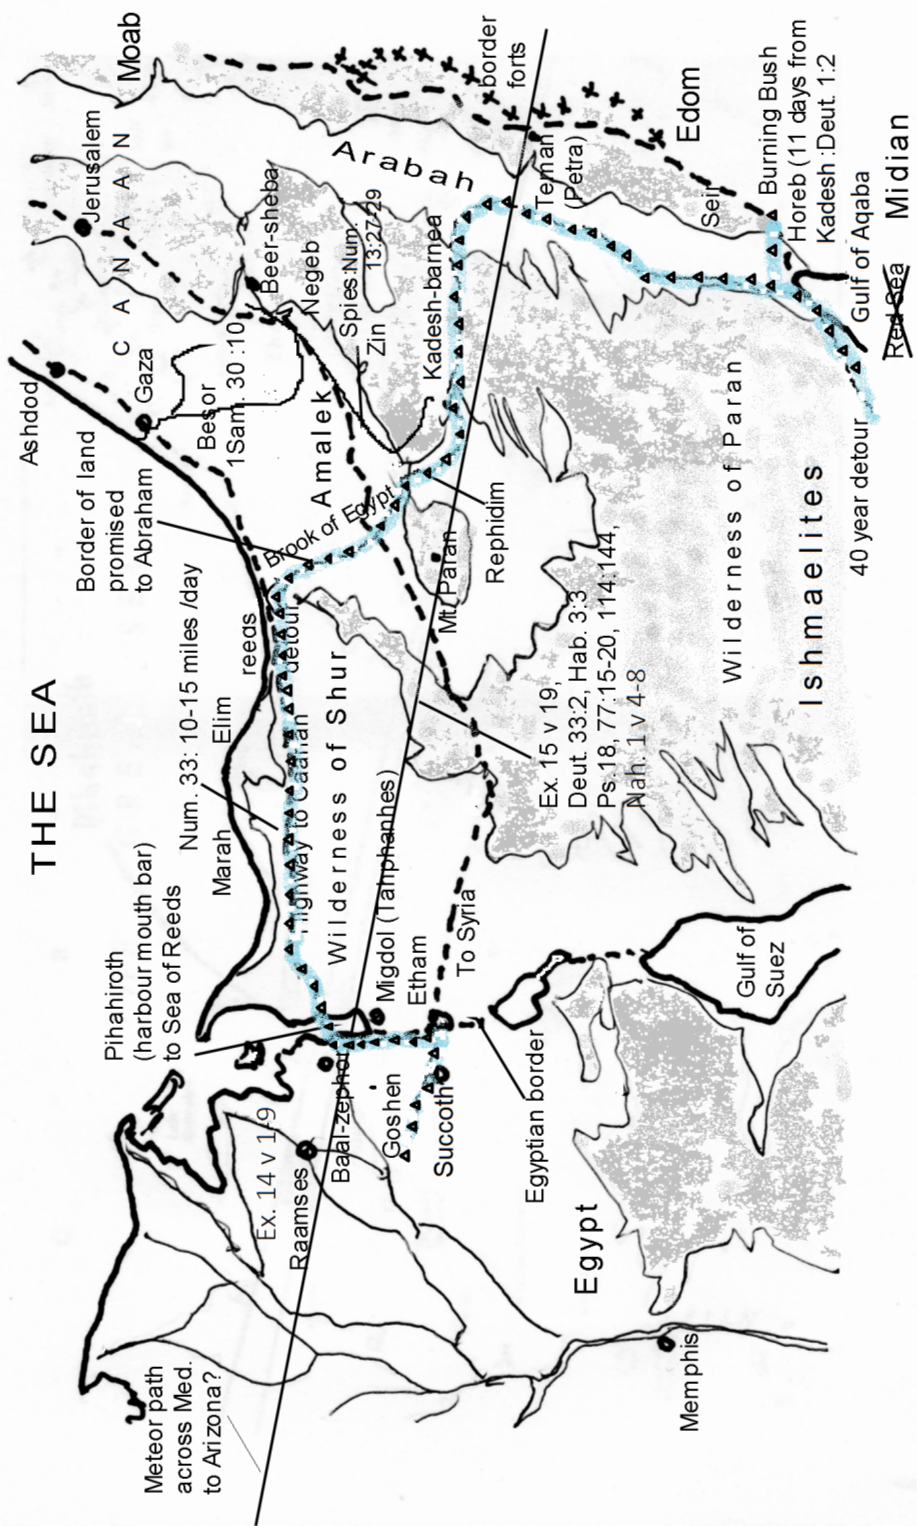 THE SEA
Ashdod
Gaza
Jerusalem
Moab
C A N A A N
Border of land
promised
to Abraham
Besor
1Sam. 30 :10
Beer-sheba
Negeb
Spies:Num.
13:27-29
Zin
Amalek
Arabah
border
forts
Num. 33: 10-15 miles /day
reeds
Elim
Marah
Brook of Egypt
detour
Highway to Caanan
Wilderness of Shur
Kadesh-barnea
Teman
(Petra)
Edom
Seir
Pihahiroth
(harbour mouth bar)
to Sea of Reeds
Migdol (Tahphanhes)
Etham
To Syria
Mt. Paran
Rephidim
Ex. 15 v 19,
Deut. 33:2, Hab. 3:3
Ps.18, 77:15-20, 114:144,
Nah. 1 v 4-8
Wilderness of Paran
Ishmaelites
40 year detour
Burning Bush
Horeb (11 days from
Kadesh :Deut. 1:2
Gulf of Aqaba
Red Sea
Midian
Ex. 14 v 1-9
Raamses
Baal-zephon
Goshen
Succoth
Egyptian border
Gulf of
Suez
Egypt
Memphis
Meteor path
across Med.
to Arizona?